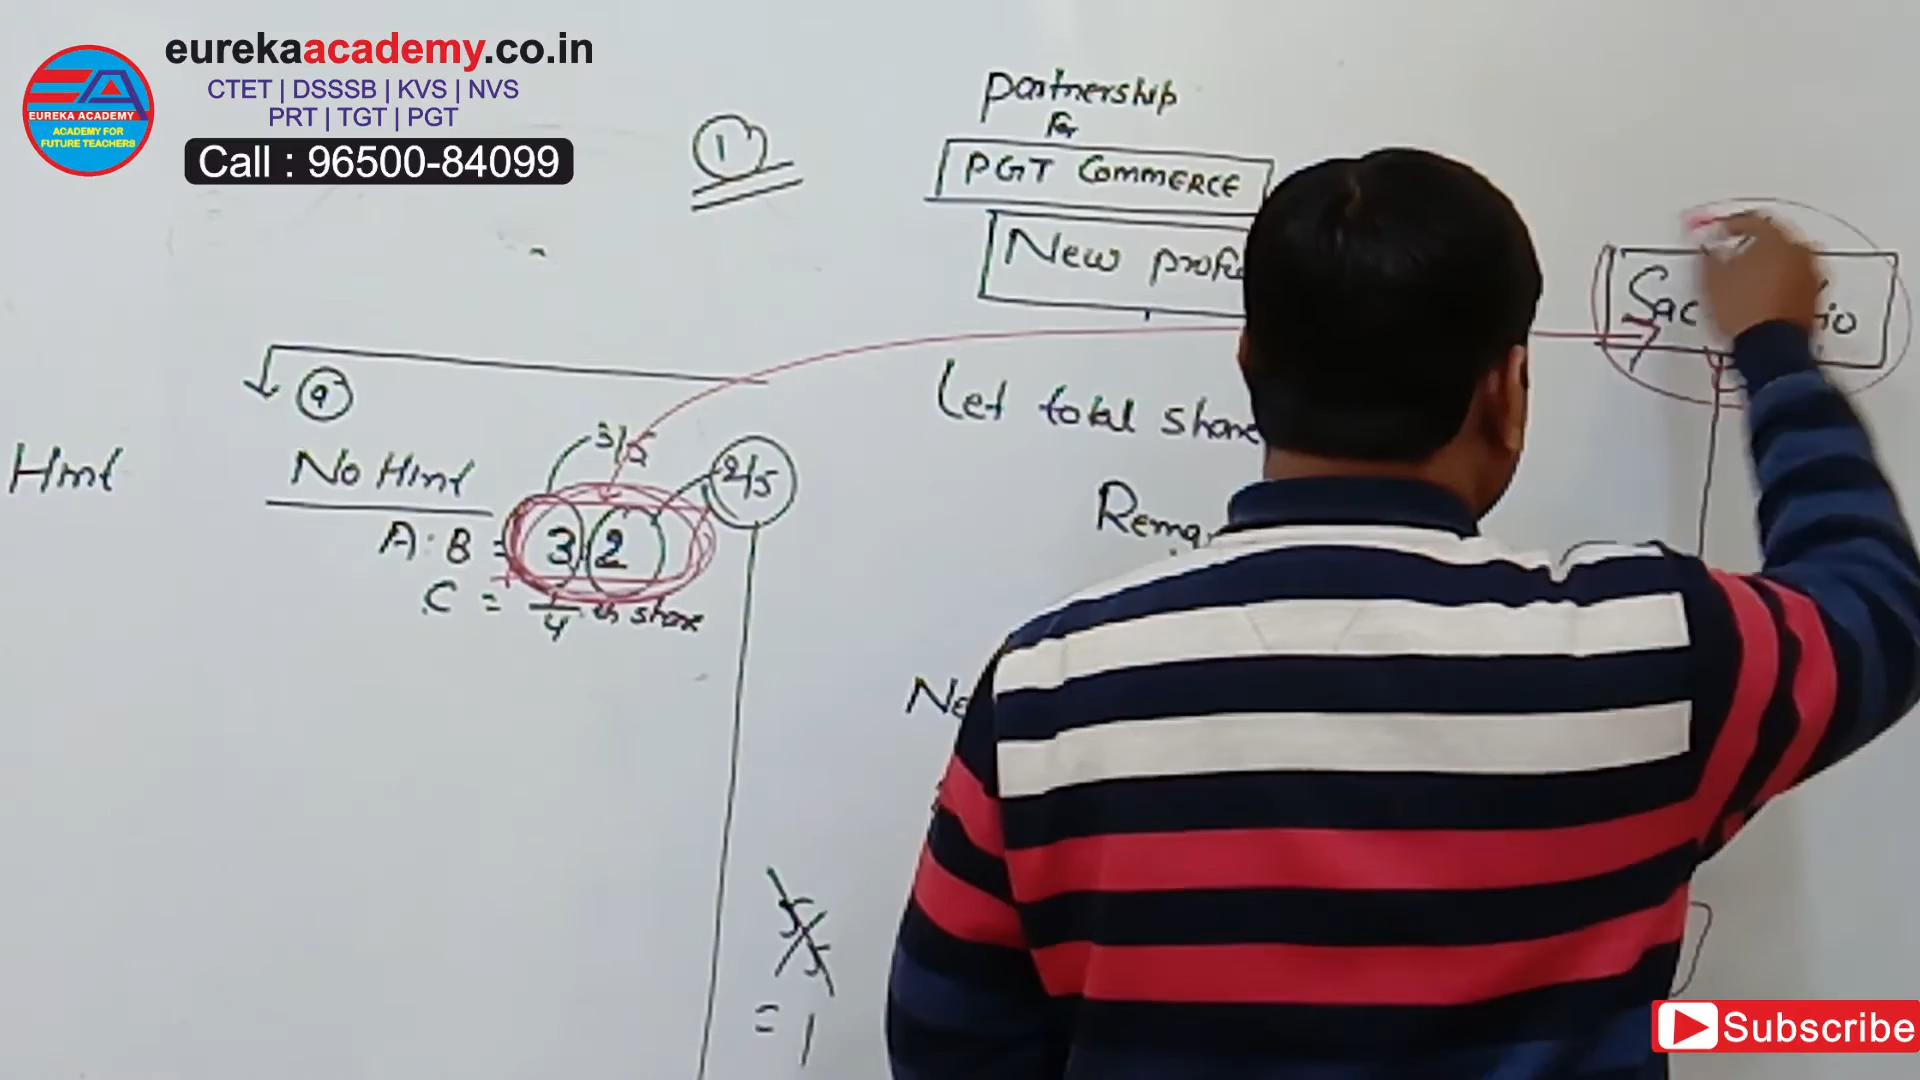 eurekaacademy.co.in
CTET | DSSSB | KVS | NVS
PRT | TGT | PGT
Call : 96500-84099
EUREKA ACADEMY
ACADEMY FOR
FUTURE TEACHERS
1
Partnership
For
PGT COMMERCE
New
Let total share
9
Hint
No Hint
3/5
2/5
A:B = 3:2
C = 1/4 th share
5/5
= 1
Subscribe